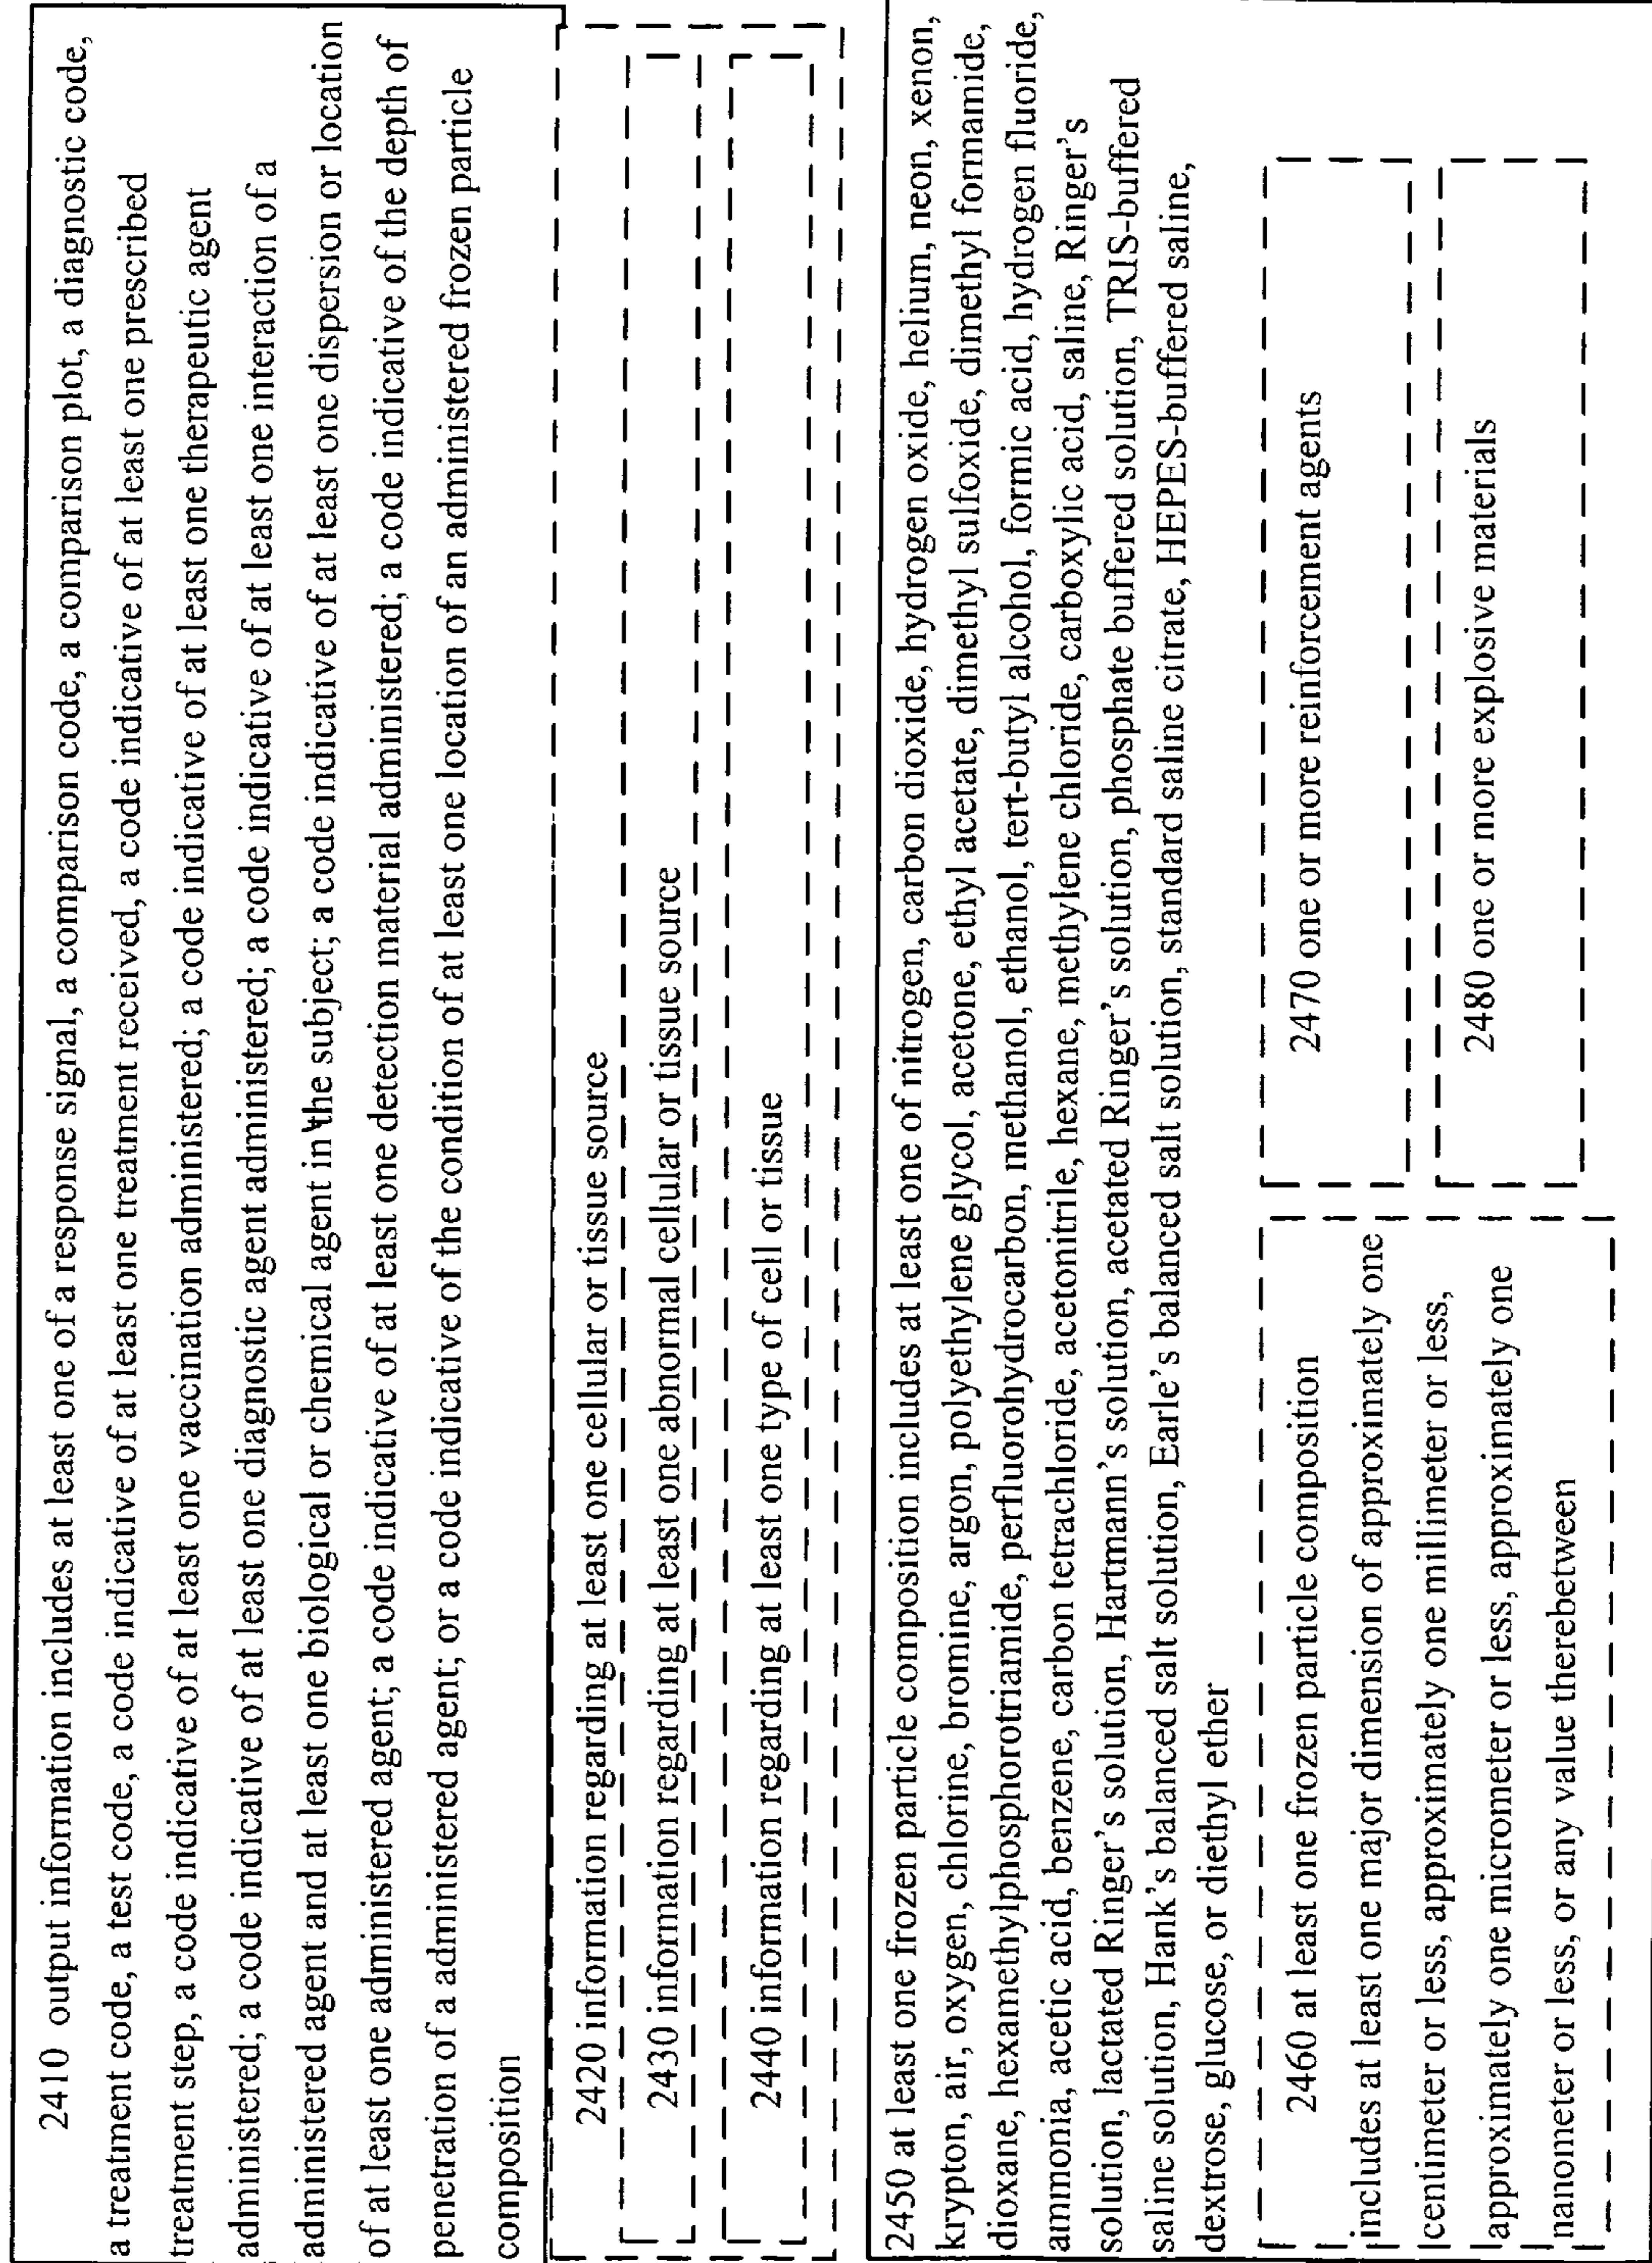 2410 output information includes at least one of a response signal, a comparison code, a comparison plot, a diagnostic code,
a treatment code, a test code, a code indicative of at least one treatment received, a code indicative of at least one prescribed
treatment step, a code indicative of at least one vaccination administered; a code indicative of at least one therapeutic agent
administered; a code indicative of at least one diagnostic agent administered; a code indicative of at least one interaction of a
administered agent and at least one biological or chemical agent in the subject; a code indicative of at least one dispersion or location
of at least one administered agent; a code indicative of at least one detection material administered; a code indicative of the depth of
penetration of a administered agent; or a code indicative of the condition of at least one location of an administered frozen particle
composition
2420 information regarding at least one cellular or tissue source
2430 information regarding at least one abnormal cellular or tissue source
2440 information regarding at least one type of cell or tissue
2450 at least one frozen particle composition includes at least one of nitrogen, carbon dioxide, hydrogen oxide, helium, neon, xenon,
krypton, air, oxygen, chlorine, bromine, argon, polyethylene glycol, acetone, ethyl acetate, dimethyl sulfoxide, dimethyl formamide,
dioxane, hexamethylphosphorotriamide, perfluorohydrocarbon, methanol, ethanol, tert-butyl alcohol, formic acid, hydrogen fluoride,
ammonia, acetic acid, benzene, carbon tetrachloride, acetonitrile, hexane, methylene chloride, carboxylic acid, saline, Ringer's
solution, lactated Ringer's solution, Hartmann's solution, acetated Ringer's solution, phosphate buffered solution, TRIS-buffered
saline solution, Hank's balanced salt solution, Earle's balanced salt solution, standard saline citrate, HEPES-buffered saline,
dextrose, glucose, or diethyl ether
2460 at least one frozen particle composition
includes at least one major dimension of approximately one
centimeter or less, approximately one millimeter or less,
approximately one micrometer or less, approximately one
nanometer or less, or any value therebetween
2470 one or more reinforcement agents
2480 one or more explosive materials